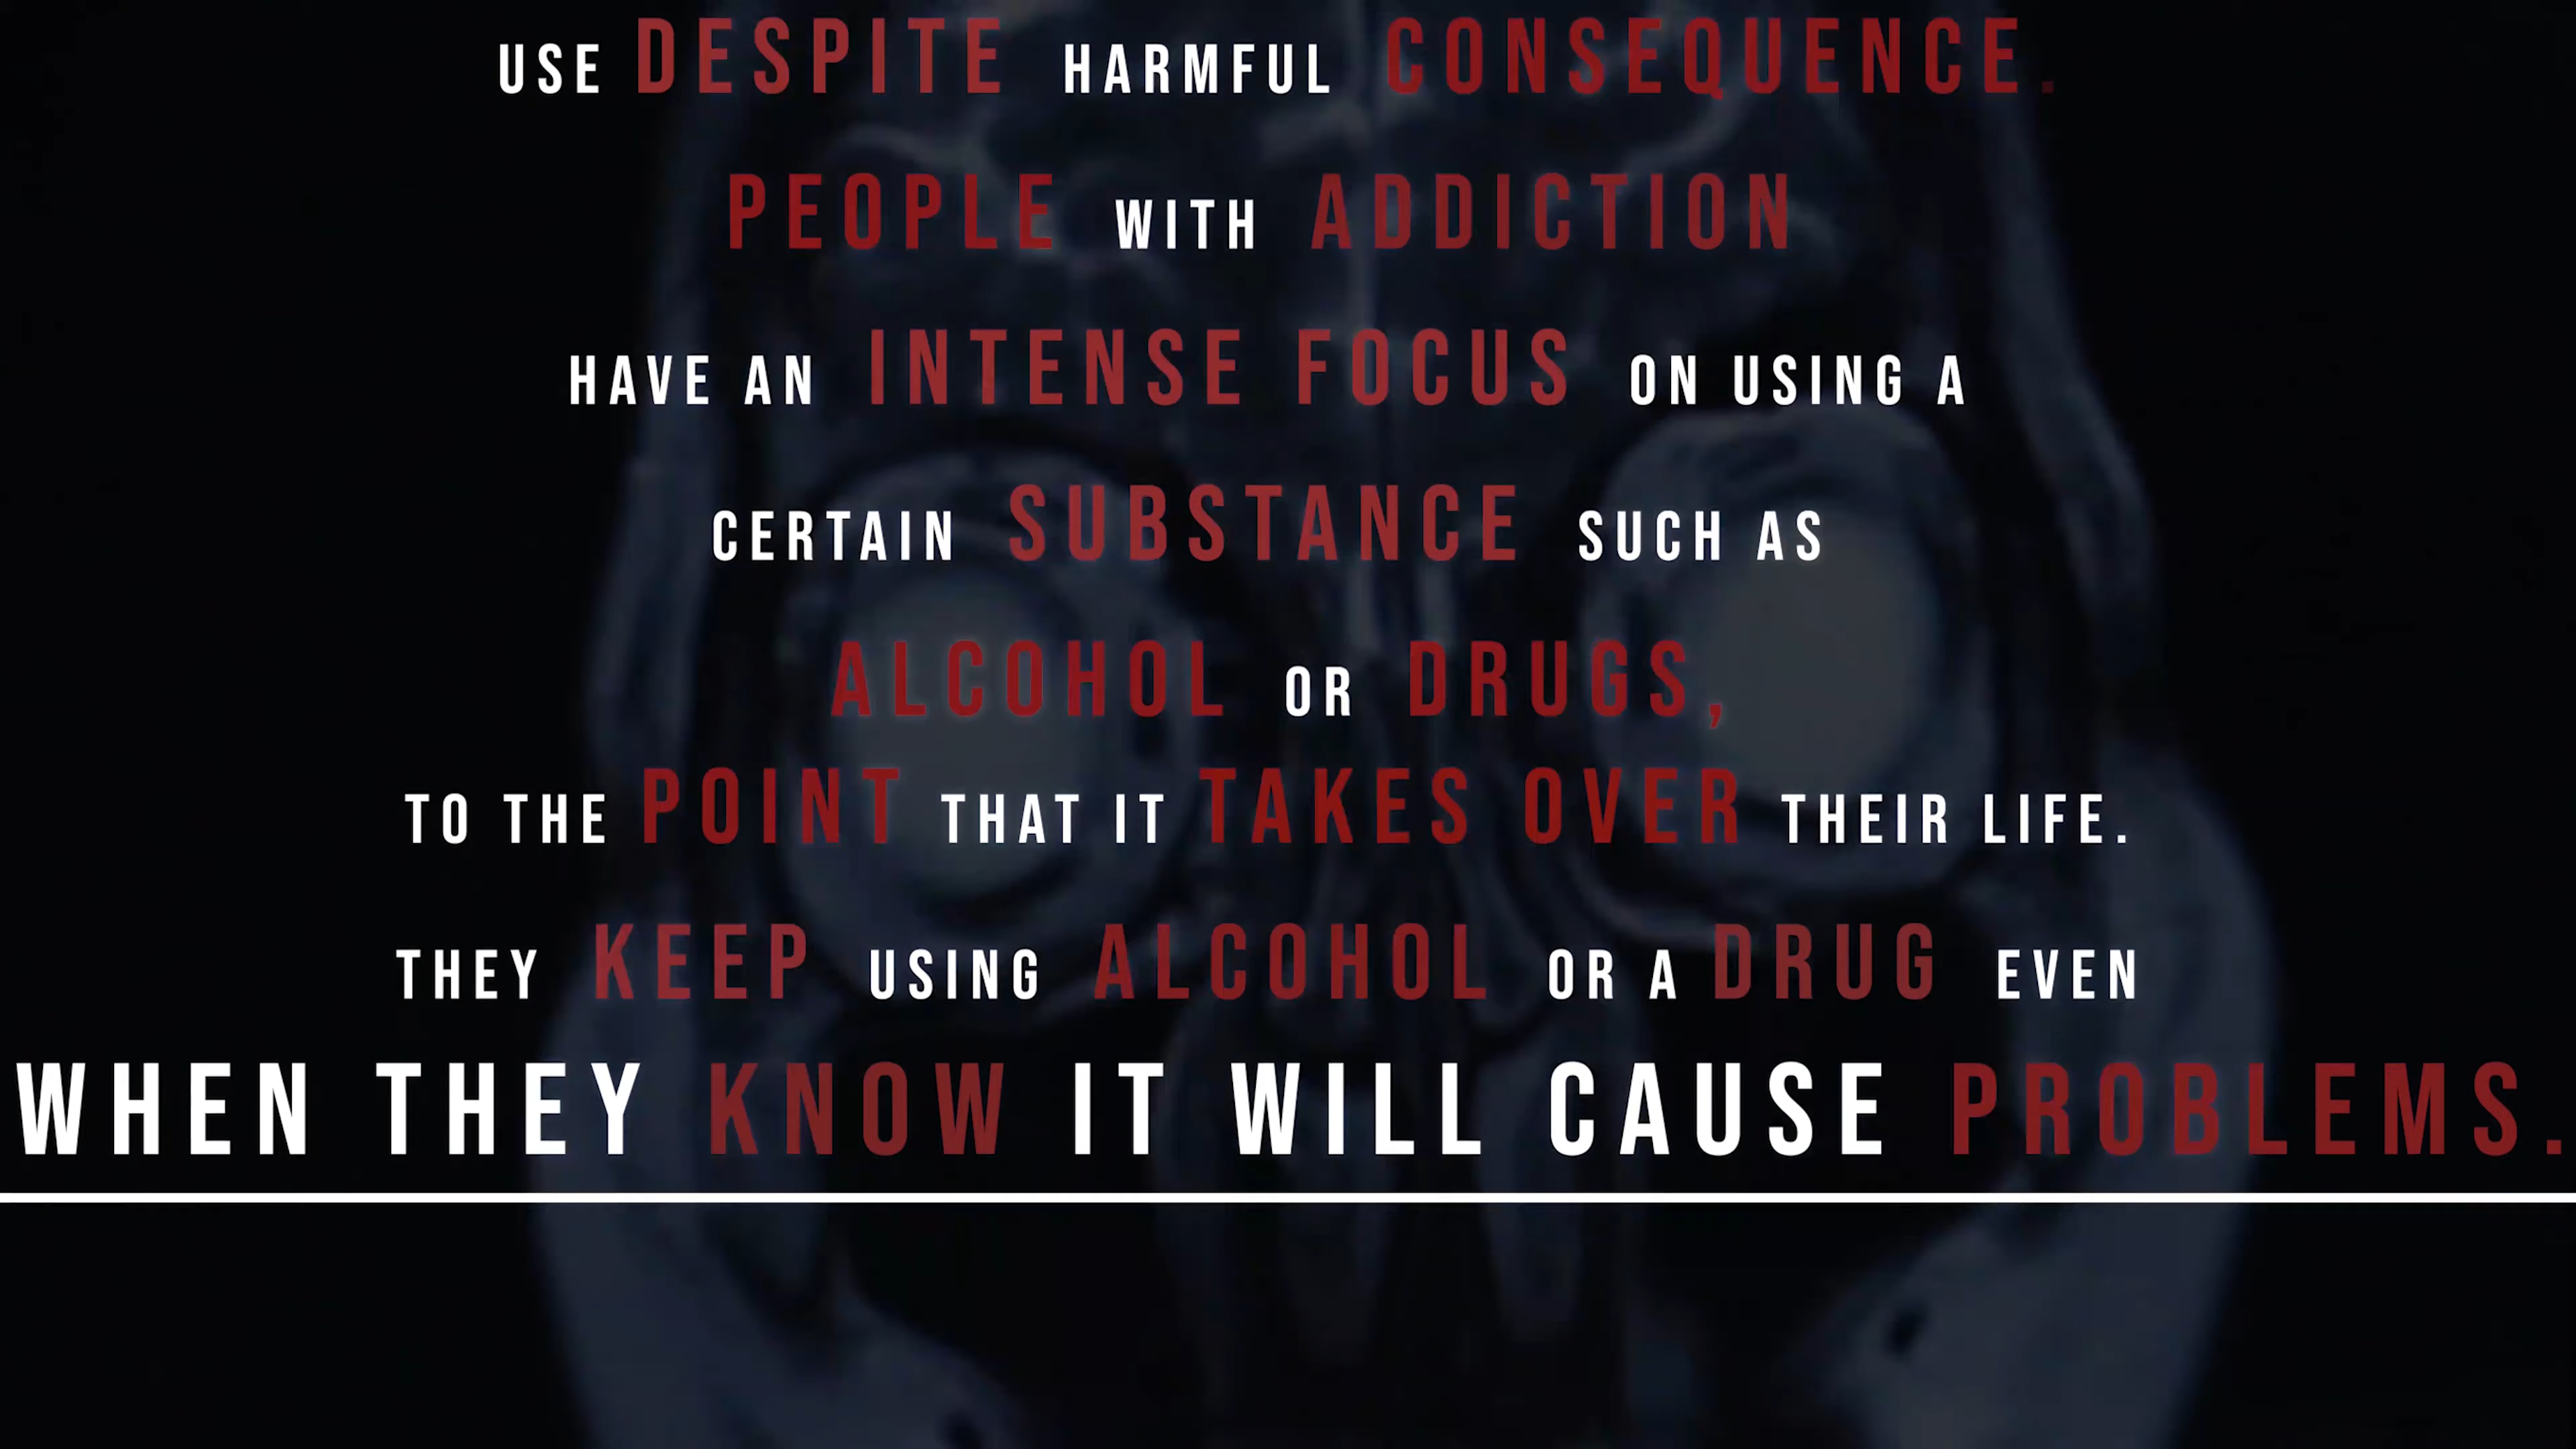 USE DESPITE HARMFUL CONSEQUENCE.
PEOPLE WITH ADDICTION
HAVE AN INTENSE FOCUS ON USING A
CERTAIN SUBSTANCE SUCH AS
ALCOHOL OR DRUGS,
TO THE POINT THAT IT TAKES OVER THEIR LIFE.
THEY KEEP USING ALCOHOL OR A DRUG EVEN
WHEN THEY KNOW IT WILL CAUSE PROBLEMS.